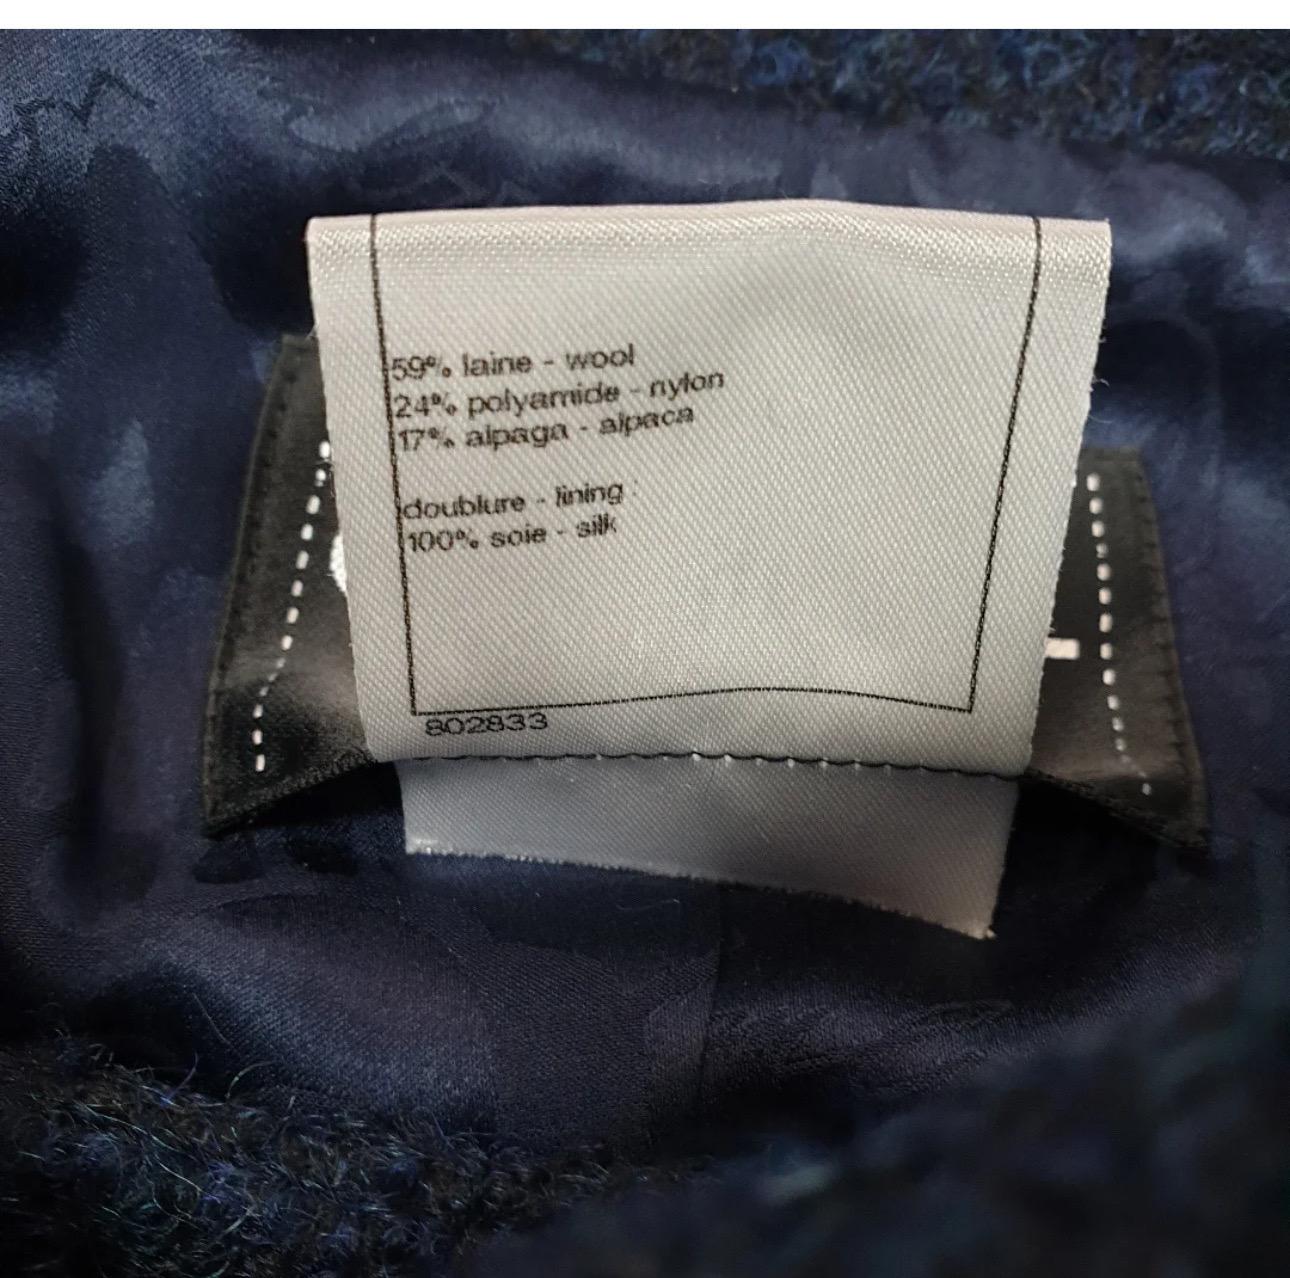 59% laine - wool
24% polyamide - nylon
17% alpaga - alpaca
doublure - lining :
100% soie - silk
802833